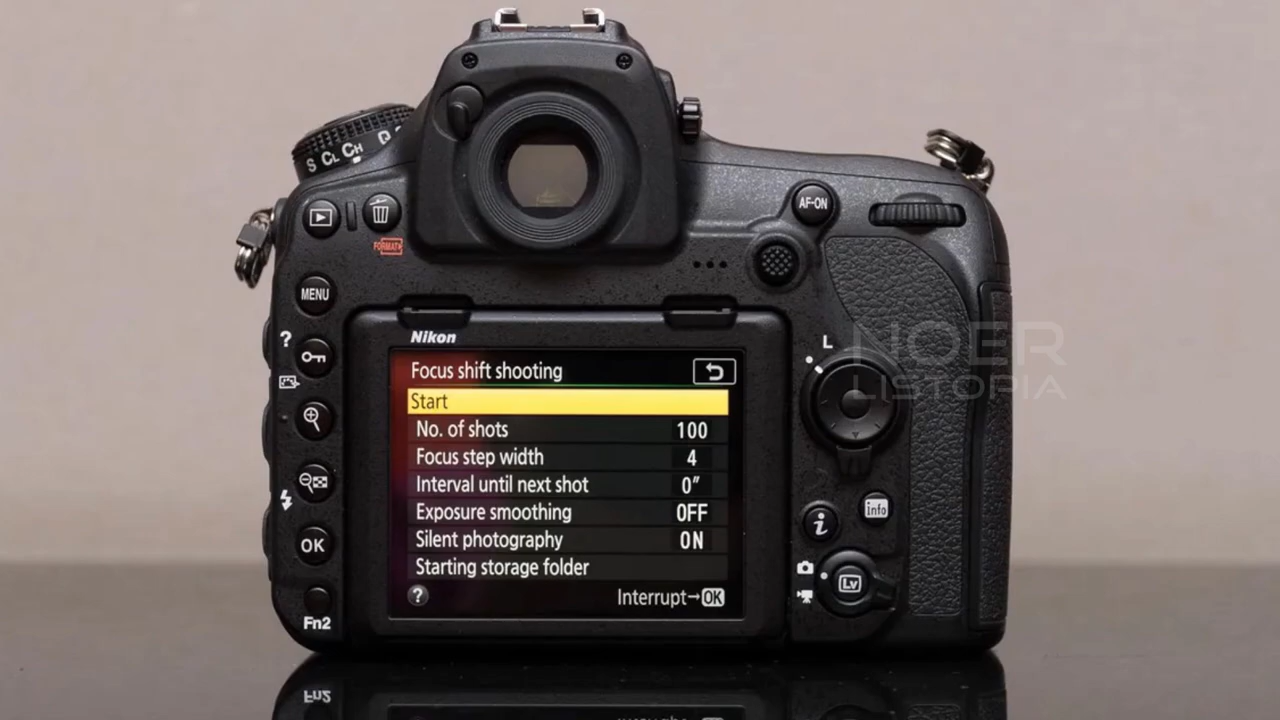 S CL CH Q
FORMAT
AF-ON
MENU
Nikon
?
L
NOER
LISTOPIA
Focus shift shooting
Start
No. of shots 100
Focus step width 4
Interval until next shot 0"
Exposure smoothing OFF
Silent photography ON
Starting storage folder
? Interrupt→OK
i
info
OK
Lv
Fn2
Fn2